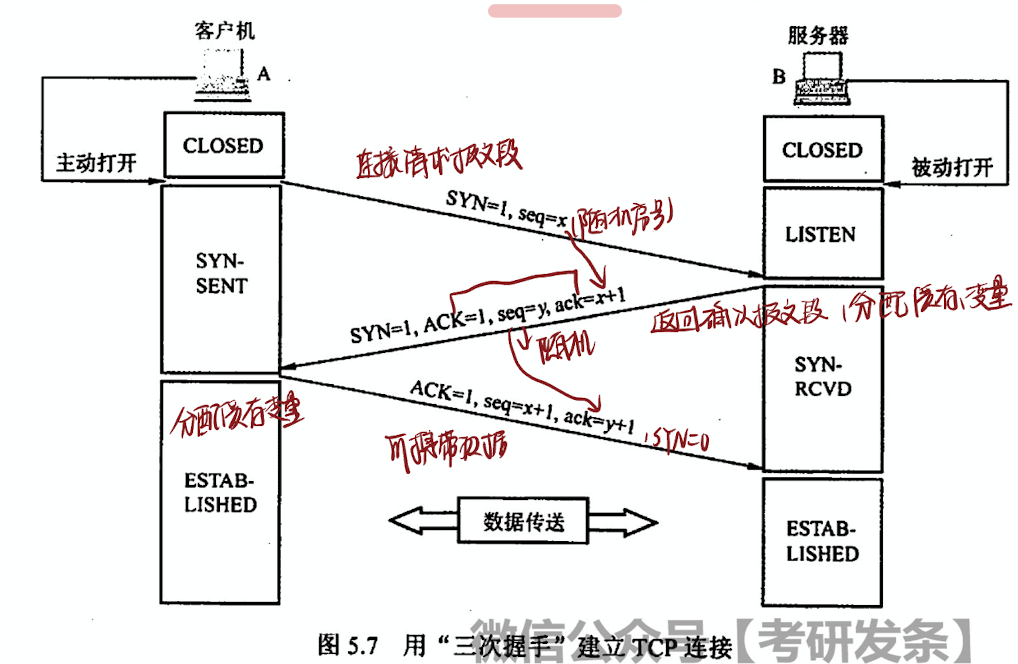 客户机
服务器
A
B
CLOSED
CLOSED
主动打开
被动打开
连接请求报文段
SYN=1, seq=x
(随机序号)
LISTEN
SYN-
SENT
SYN=1, ACK=1, seq=y, ack=x+1
返回确认报文段，分配缓存、变量
随机
SYN-
RCVD
ACK=1, seq=x+1, ack=y+1
，SYN=0
分配缓存变量
可携带数据
ESTAB-
LISHED
数据传送
ESTAB-
LISHED
图 5.7 用“三次握手”建立 TCP 连接
微信公众号【考研发条】